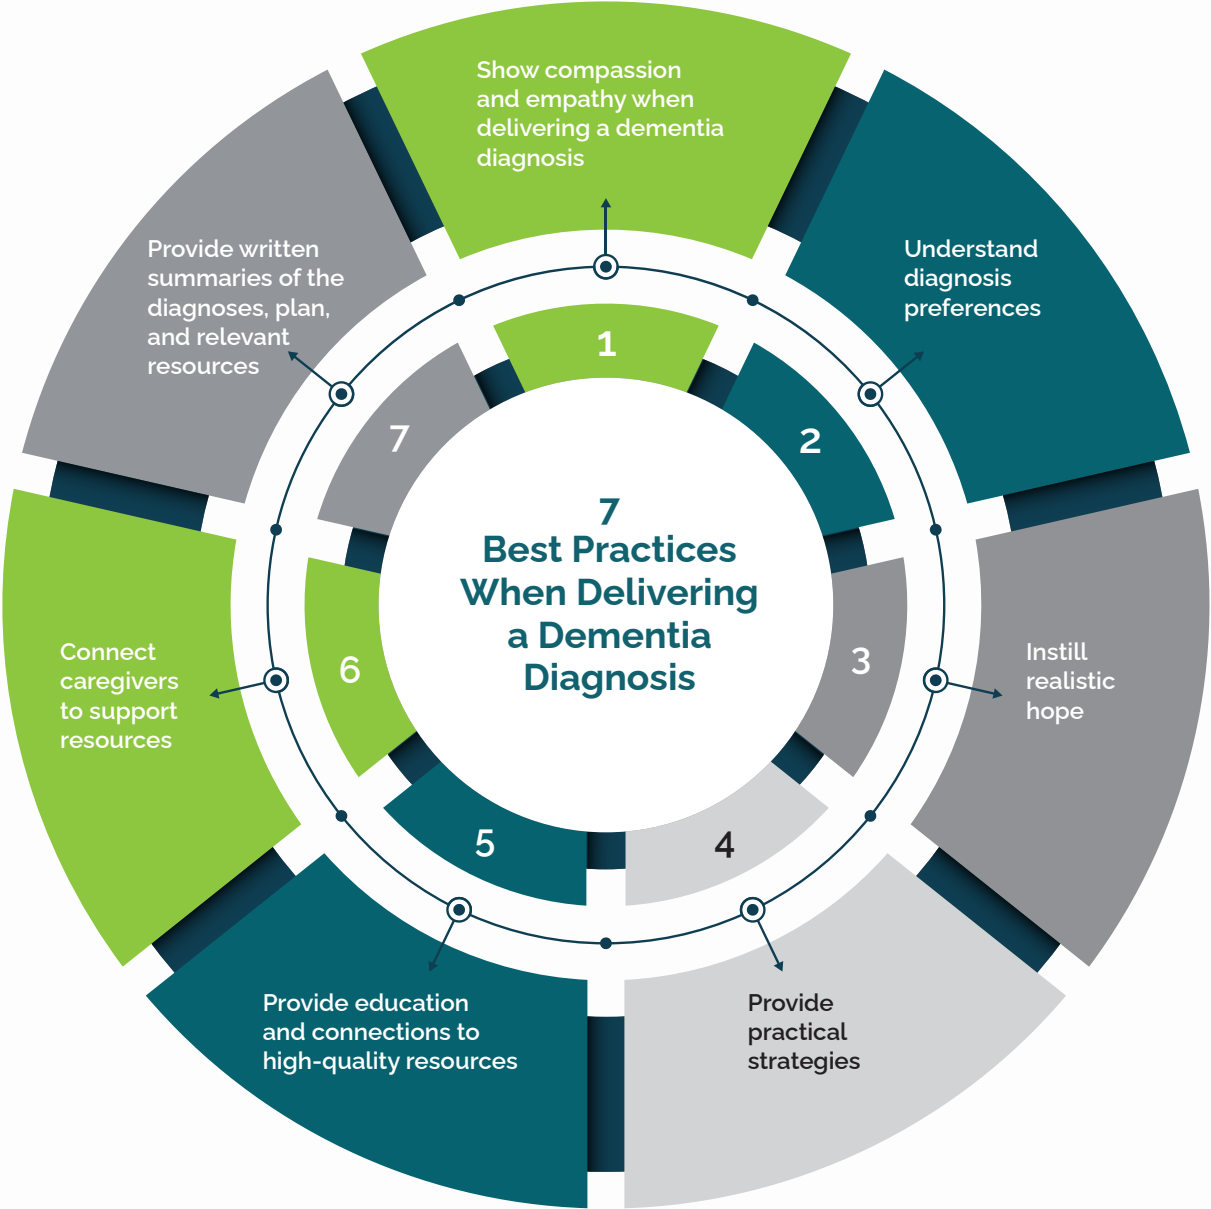 7
Best Practices
When Delivering
a Dementia
Diagnosis
1
Show compassion
and empathy when
delivering a dementia
diagnosis
2
Understand
diagnosis
preferences
3
Instill
realistic
hope
4
Provide
practical
strategies
5
Provide education
and connections to
high-quality resources
6
Connect
caregivers
to support
resources
7
Provide written
summaries of the
diagnoses, plan,
and relevant
resources